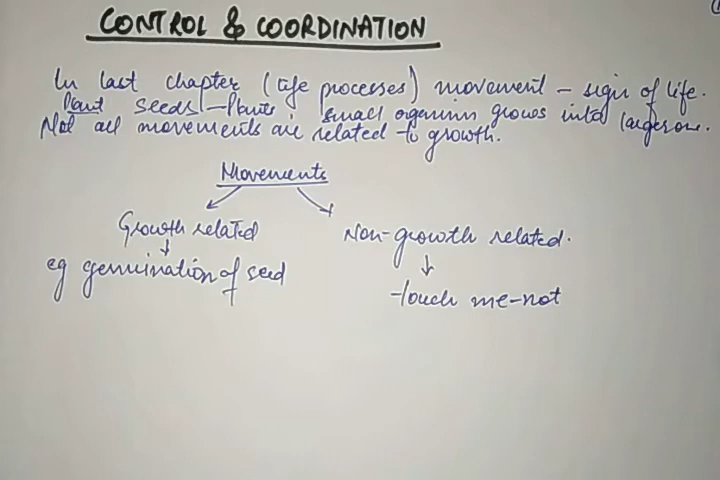 CONTROL & COORDINATION
In last chapter (Life processes) movement - sign of life.
Plant Seeds - Plants, small organism grows into larger one.
Not all movements are related to growth.
Movements
Growth related
Non-growth related.
eg germination of seed
touch me-not